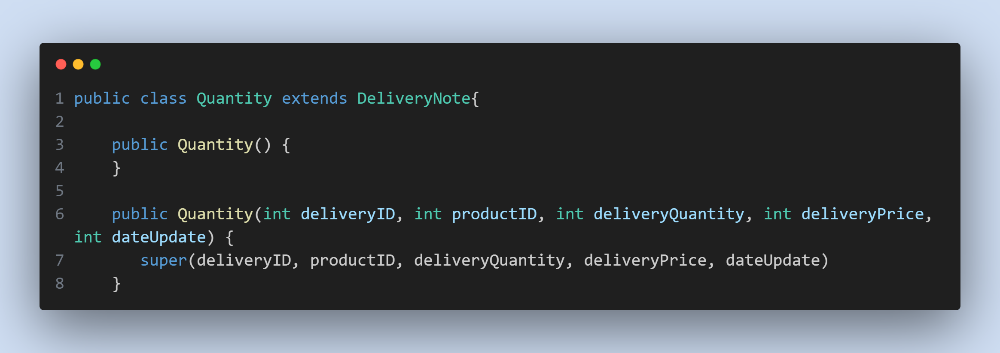 1 public class Quantity extends DeliveryNote{
2
3     public Quantity() {
4     }
5
6     public Quantity(int deliveryID, int productID, int deliveryQuantity, int deliveryPrice,
int dateUpdate) {
7        super(deliveryID, productID, deliveryQuantity, deliveryPrice, dateUpdate)
8     }